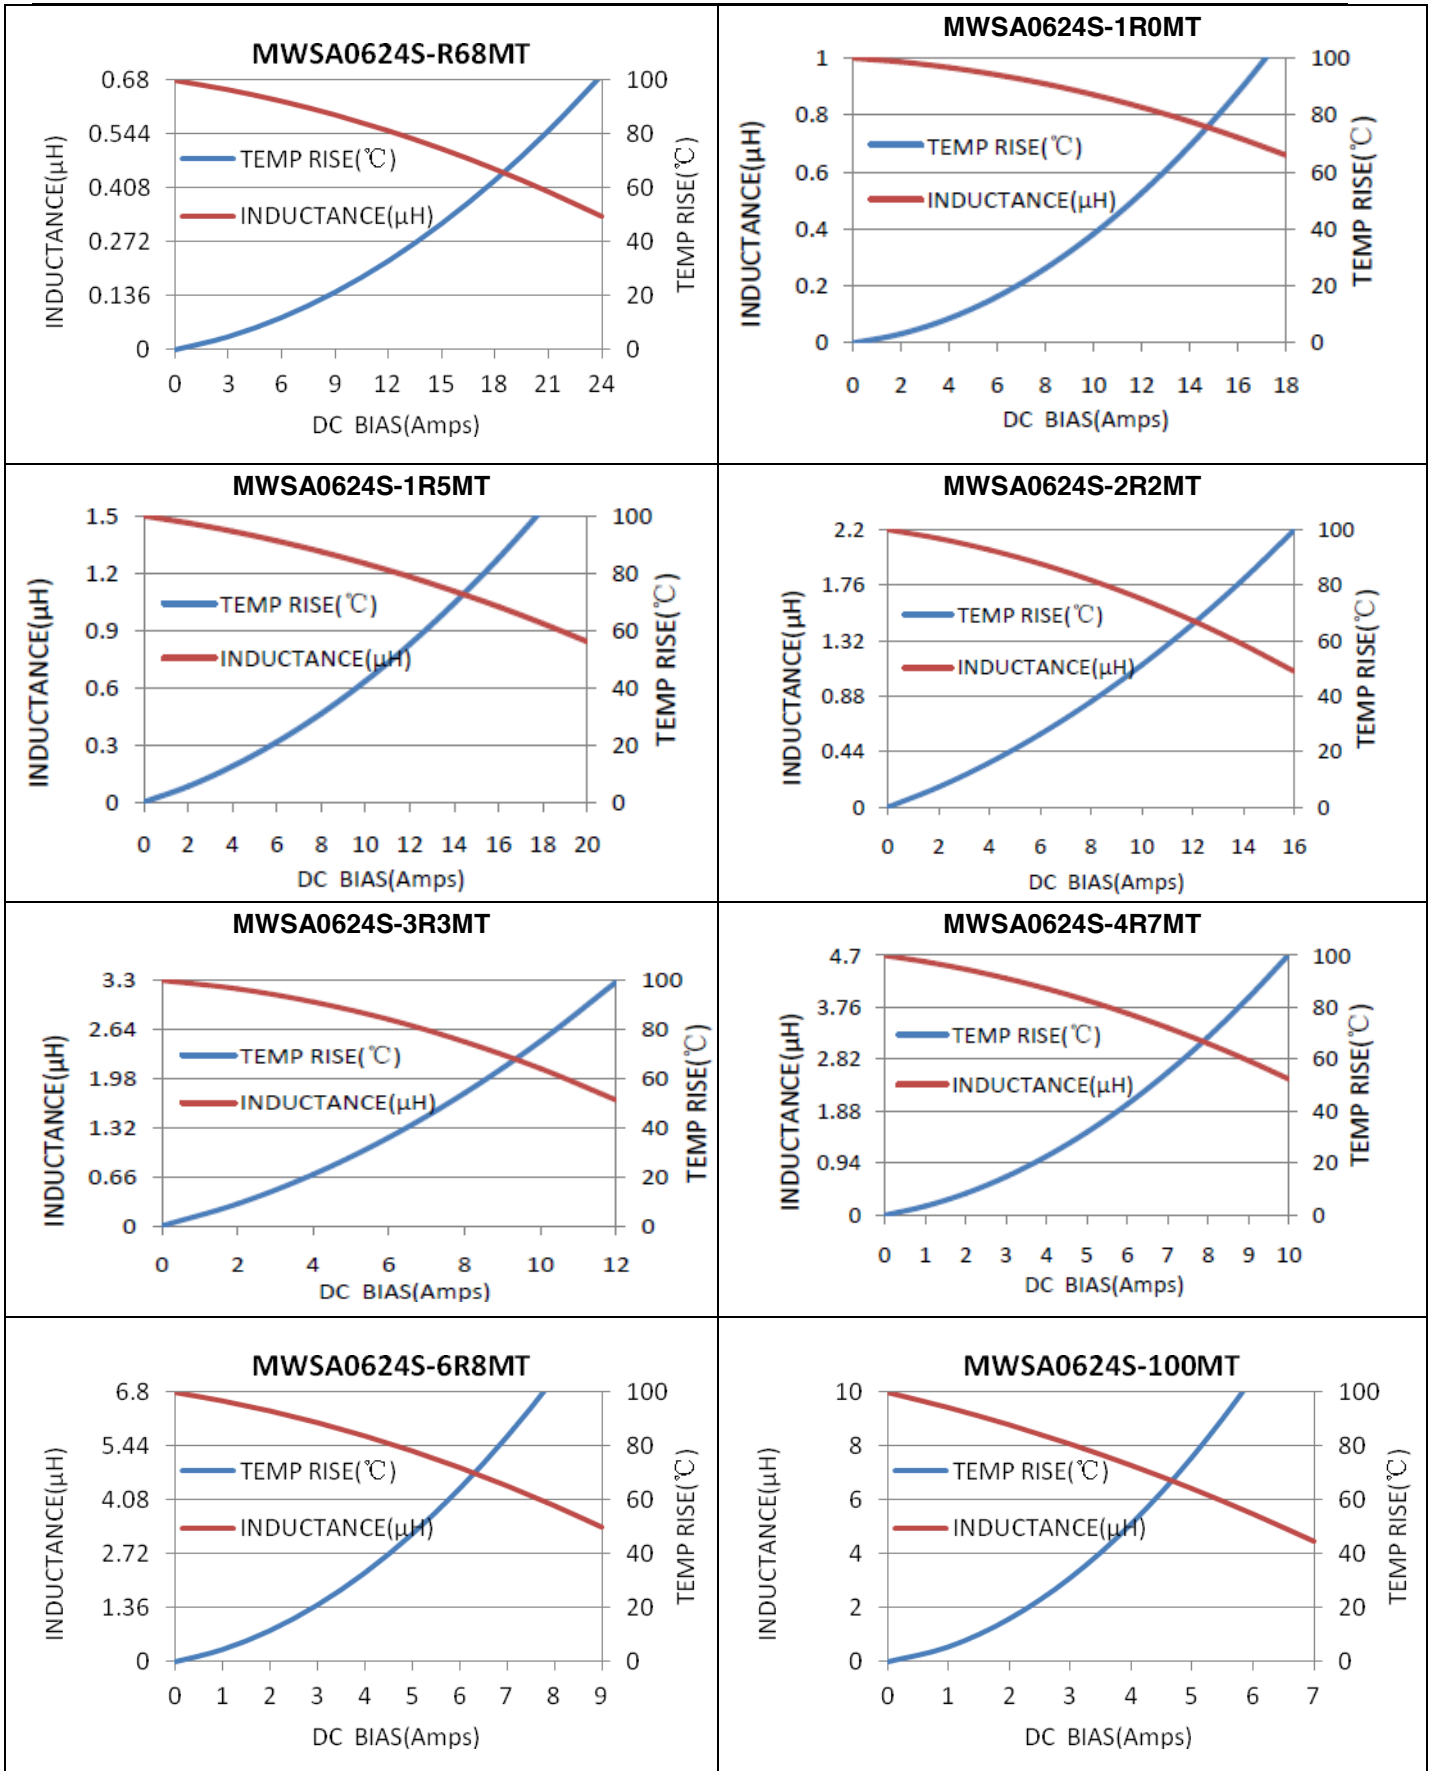 MWSA0624S-R68MT
0.68
0.544
0.408
0.272
0.136
0
100
80
60
40
20
0
INDUCTANCE(μH)
TEMP RISE(℃)
TEMP RISE(℃)
INDUCTANCE(μH)
0 3 6 9 12 15 18 21 24
DC BIAS(Amps)
MWSA0624S-1R0MT
1
0.8
0.6
0.4
0.2
0
100
80
60
40
20
0
INDUCTANCE(μH)
TEMP RISE(℃)
TEMP RISE(℃)
INDUCTANCE(μH)
0 2 4 6 8 10 12 14 16 18
DC BIAS(Amps)
MWSA0624S-1R5MT
1.5
1.2
0.9
0.6
0.3
0
100
80
60
40
20
0
INDUCTANCE(μH)
TEMP RISE(℃)
TEMP RISE(℃)
INDUCTANCE(μH)
0 2 4 6 8 10 12 14 16 18 20
DC BIAS(Amps)
MWSA0624S-2R2MT
2.2
1.76
1.32
0.88
0.44
0
100
80
60
40
20
0
INDUCTANCE(μH)
TEMP RISE(℃)
TEMP RISE(℃)
INDUCTANCE(μH)
0 2 4 6 8 10 12 14 16
DC BIAS(Amps)
MWSA0624S-3R3MT
3.3
2.64
1.98
1.32
0.66
0
100
80
60
40
20
0
INDUCTANCE(μH)
TEMP RISE(℃)
TEMP RISE(℃)
INDUCTANCE(μH)
0 2 4 6 8 10 12
DC BIAS(Amps)
MWSA0624S-4R7MT
4.7
3.76
2.82
1.88
0.94
0
100
80
60
40
20
0
INDUCTANCE(μH)
TEMP RISE(℃)
TEMP RISE(℃)
INDUCTANCE(μH)
0 1 2 3 4 5 6 7 8 9 10
DC BIAS(Amps)
MWSA0624S-6R8MT
6.8
5.44
4.08
2.72
1.36
0
100
80
60
40
20
0
INDUCTANCE(μH)
TEMP RISE(℃)
TEMP RISE(℃)
INDUCTANCE(μH)
0 1 2 3 4 5 6 7 8 9
DC BIAS(Amps)
MWSA0624S-100MT
10
8
6
4
2
0
100
80
60
40
20
0
INDUCTANCE(μH)
TEMP RISE(℃)
TEMP RISE(℃)
INDUCTANCE(μH)
0 1 2 3 4 5 6 7
DC BIAS(Amps)